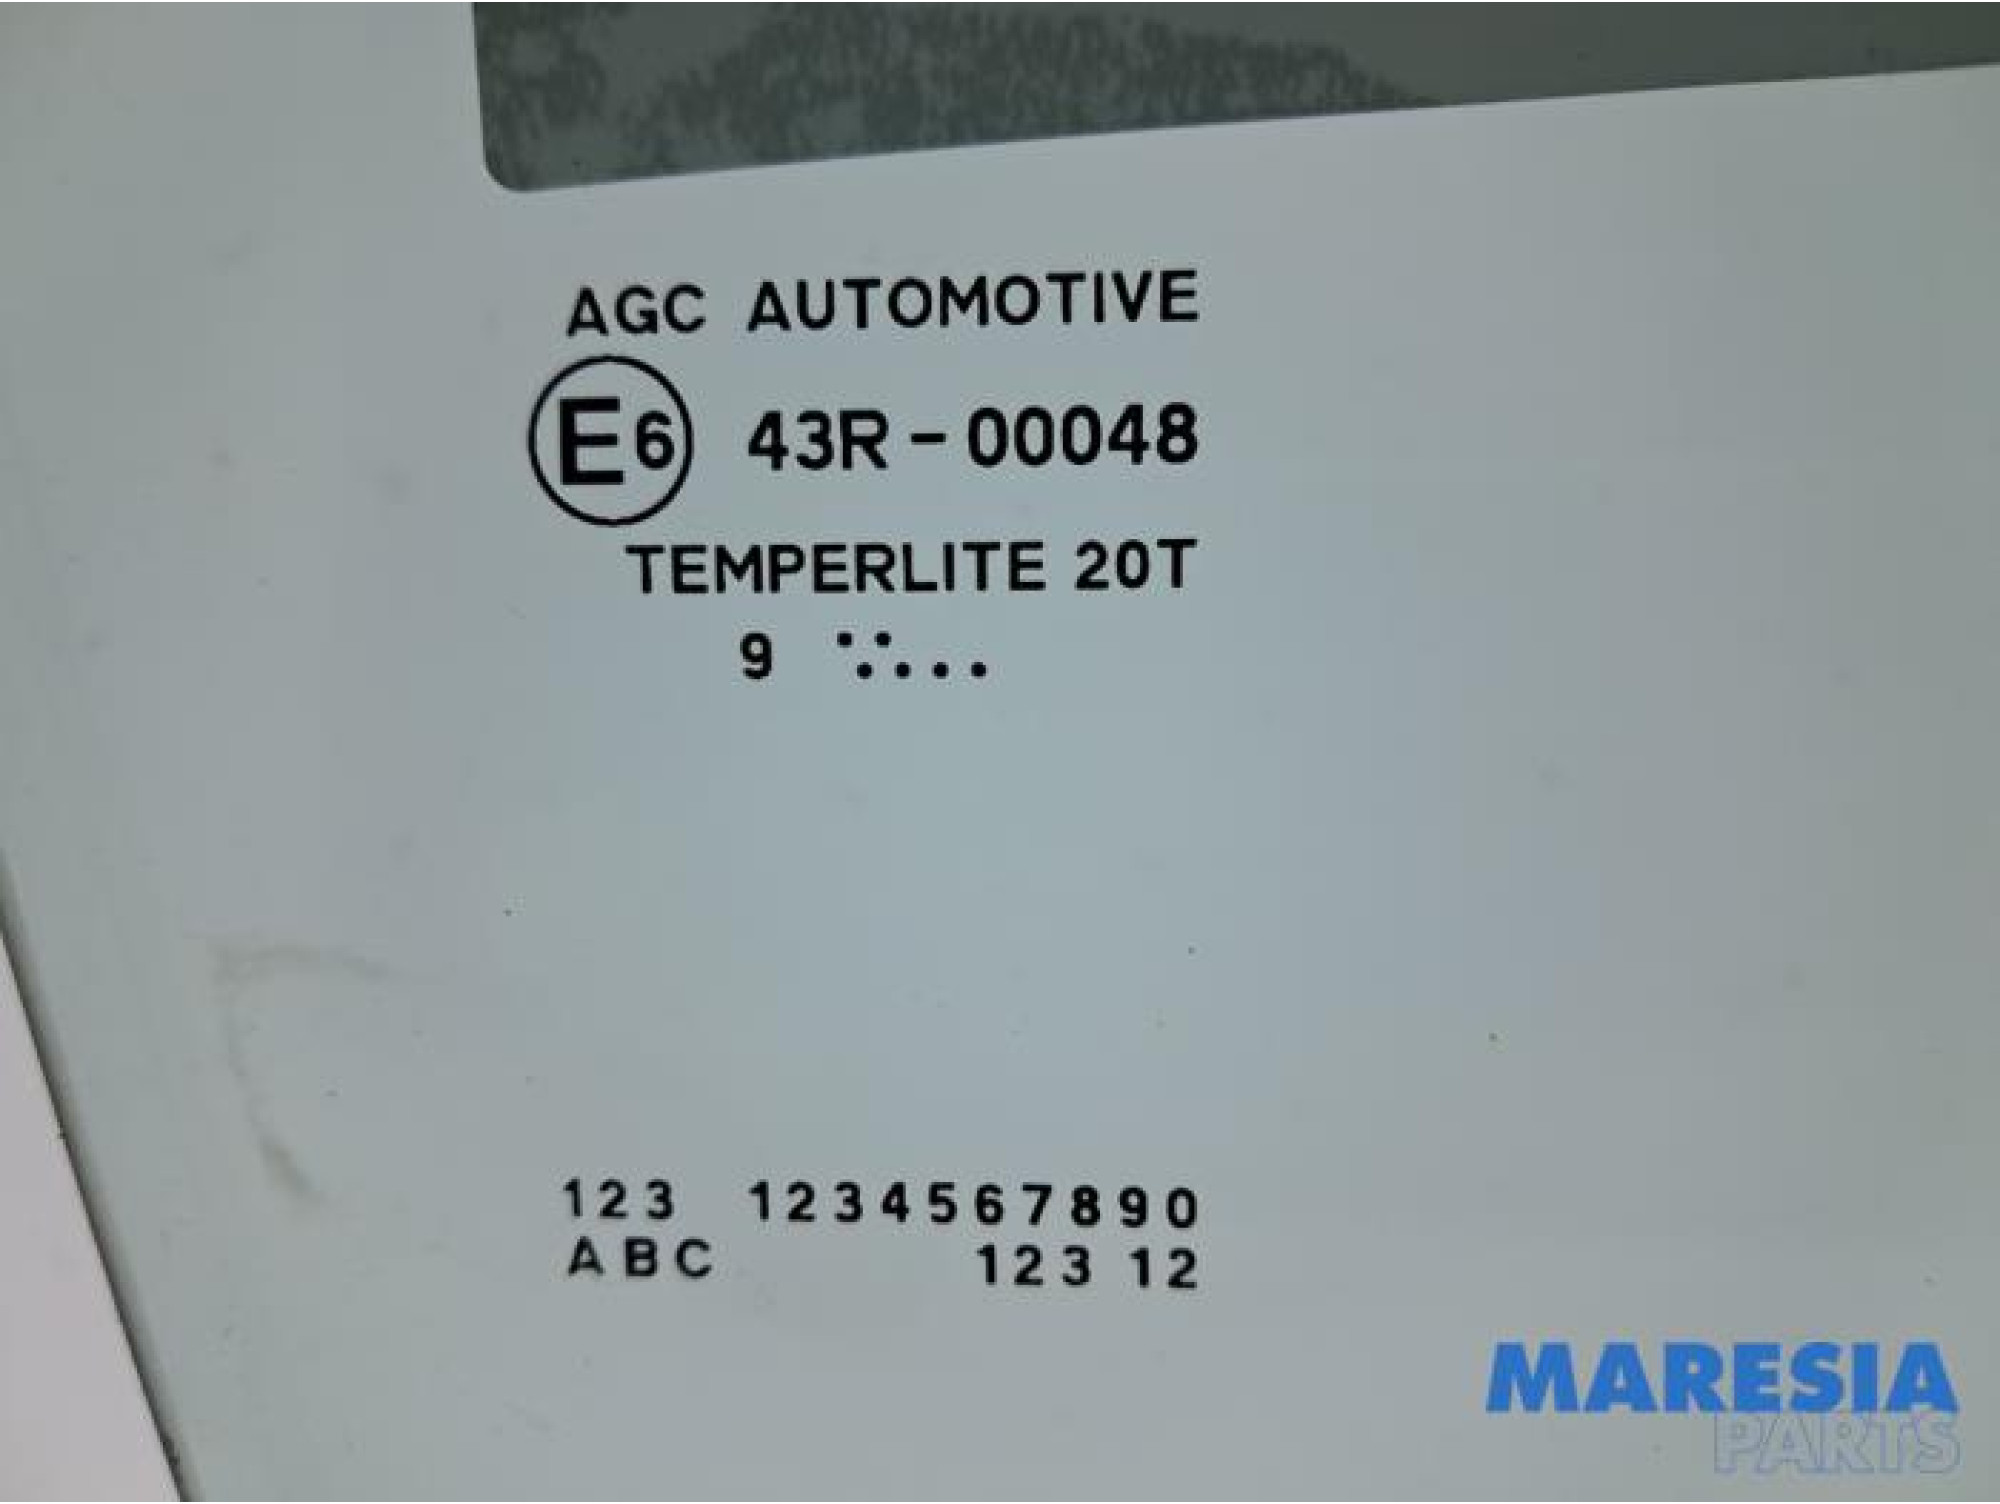 AGC AUTOMOTIVE
E6 43R-00048
TEMPERLITE 20T
9 ··....
123 1234567890
ABC 123 12
MARESIA
PARTS